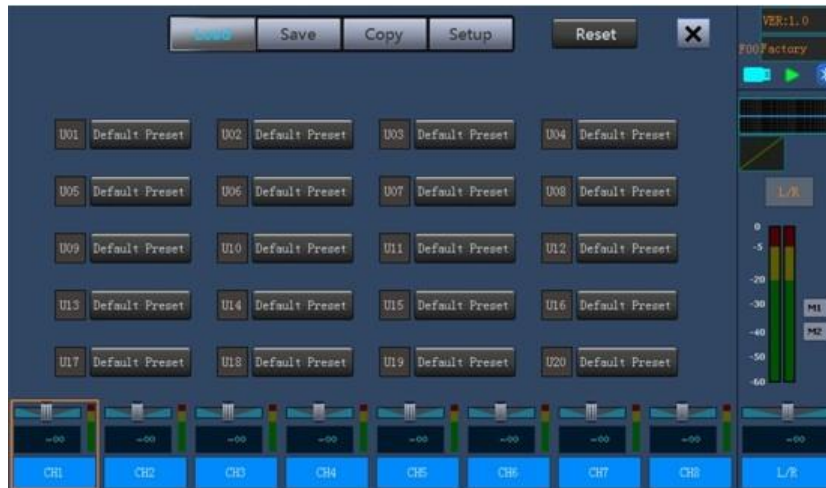 Load Save Copy Setup Reset X
VER:1.0
F00Factory
U01 Default Preset U02 Default Preset U03 Default Preset U04 Default Preset
U05 Default Preset U06 Default Preset U07 Default Preset U08 Default Preset
L/R
U09 Default Preset U10 Default Preset U11 Default Preset U12 Default Preset
U13 Default Preset U14 Default Preset U15 Default Preset U16 Default Preset
U17 Default Preset U18 Default Preset U19 Default Preset U20 Default Preset
0
-5
-20
-30 M1
-40 M2
-50
-60
-∞ -∞ -∞ -∞ -∞ -∞ -∞ -∞ -∞
CH1 CH2 CH3 CH4 CH5 CH6 CH7 CH8 L/R